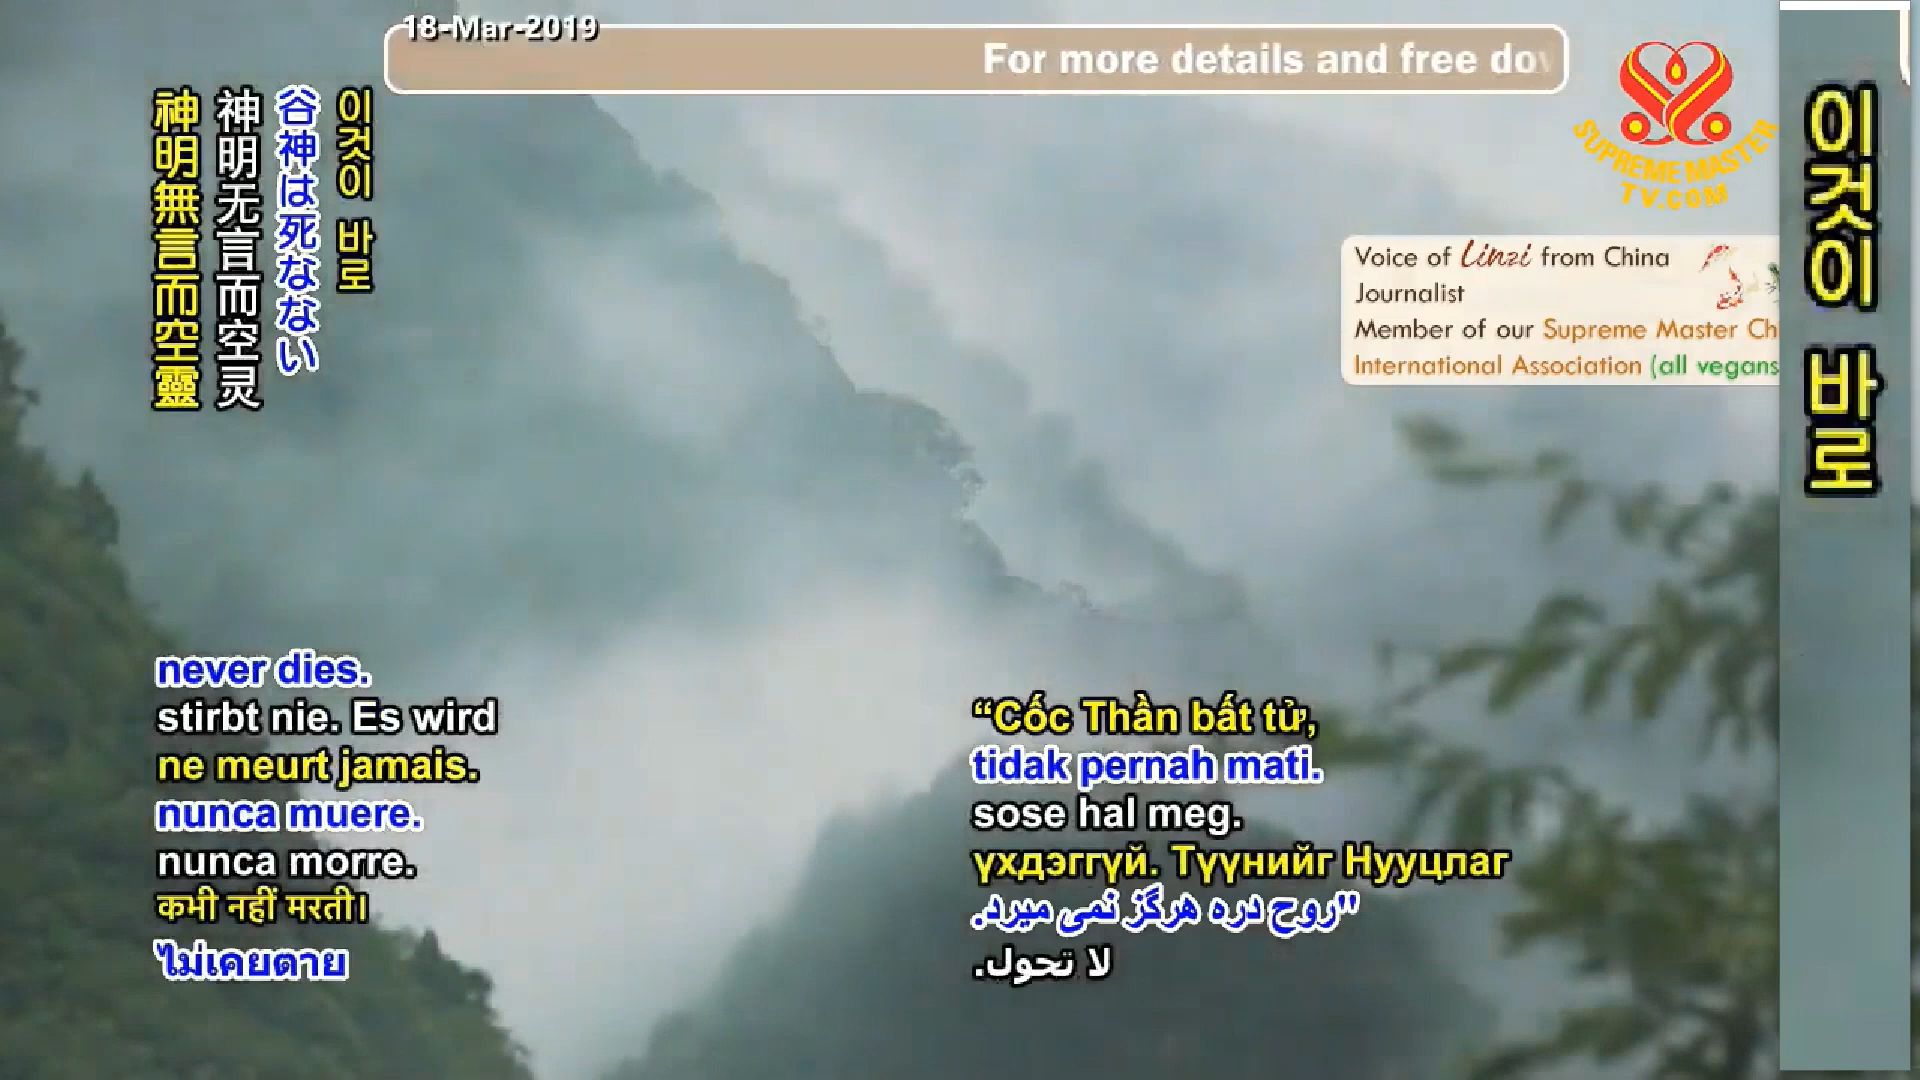 18-Mar-2019
For more details and free do
SUPREME MASTER
TV.COM
Voice of Linzi from China
Journalist
Member of our Supreme Master Ch
International Association (all vegans
이것이 바로
谷神は死なない
神明无言而空灵
神明無言而空靈
이것이 바로
never dies.
stirbt nie. Es wird
ne meurt jamais.
nunca muere.
nunca morre.
कभी नहीं मरती।
ไม่เคยตาย
“Cốc Thần bất tử,
tidak pernah mati.
sose hal meg.
үхдэггүй. Түүнийг Нууцлаг
"روح دره هرگز نمی میرد.
لا تحول.